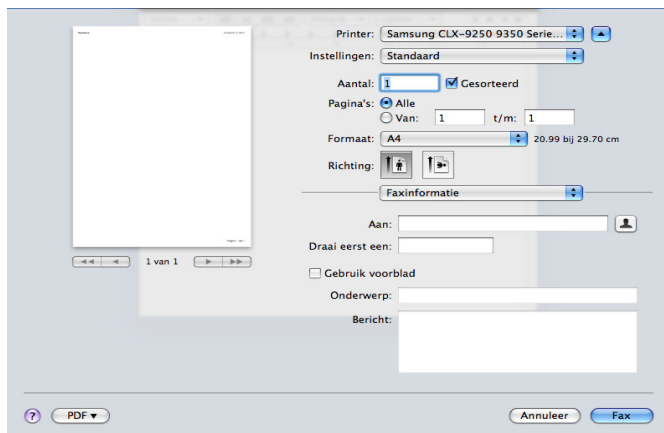 Printer: Samsung CLX-9250 9350 Serie...
Instellingen: Standaard
Aantal: 1 Gesorteerd
Pagina's: Alle
Van: 1 t/m: 1
Formaat: A4 20.99 bij 29.70 cm
Richting:
Faxinformatie
Aan:
1 van 1
Draai eerst een:
Gebruik voorblad
Onderwerp:
Bericht:
? PDF Annuleer Fax